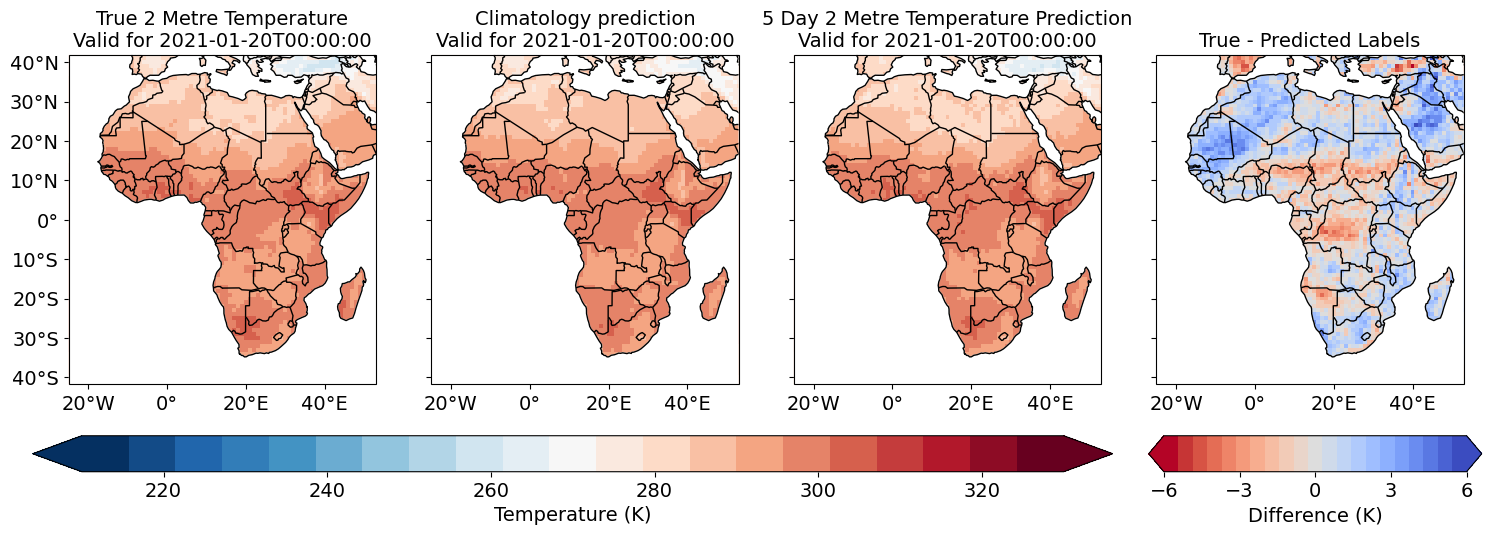 True 2 Metre Temperature
Valid for 2021-01-20T00:00:00
Climatology prediction
Valid for 2021-01-20T00:00:00
5 Day 2 Metre Temperature Prediction
Valid for 2021-01-20T00:00:00
True - Predicted Labels
40°N
30°N
20°N
10°N
0°
10°S
20°S
30°S
40°S
20°W 0° 20°E 40°E
20°W 0° 20°E 40°E
20°W 0° 20°E 40°E
20°W 0° 20°E 40°E
220 240 260 280 300 320
Temperature (K)
−6 −3 0 3 6
Difference (K)